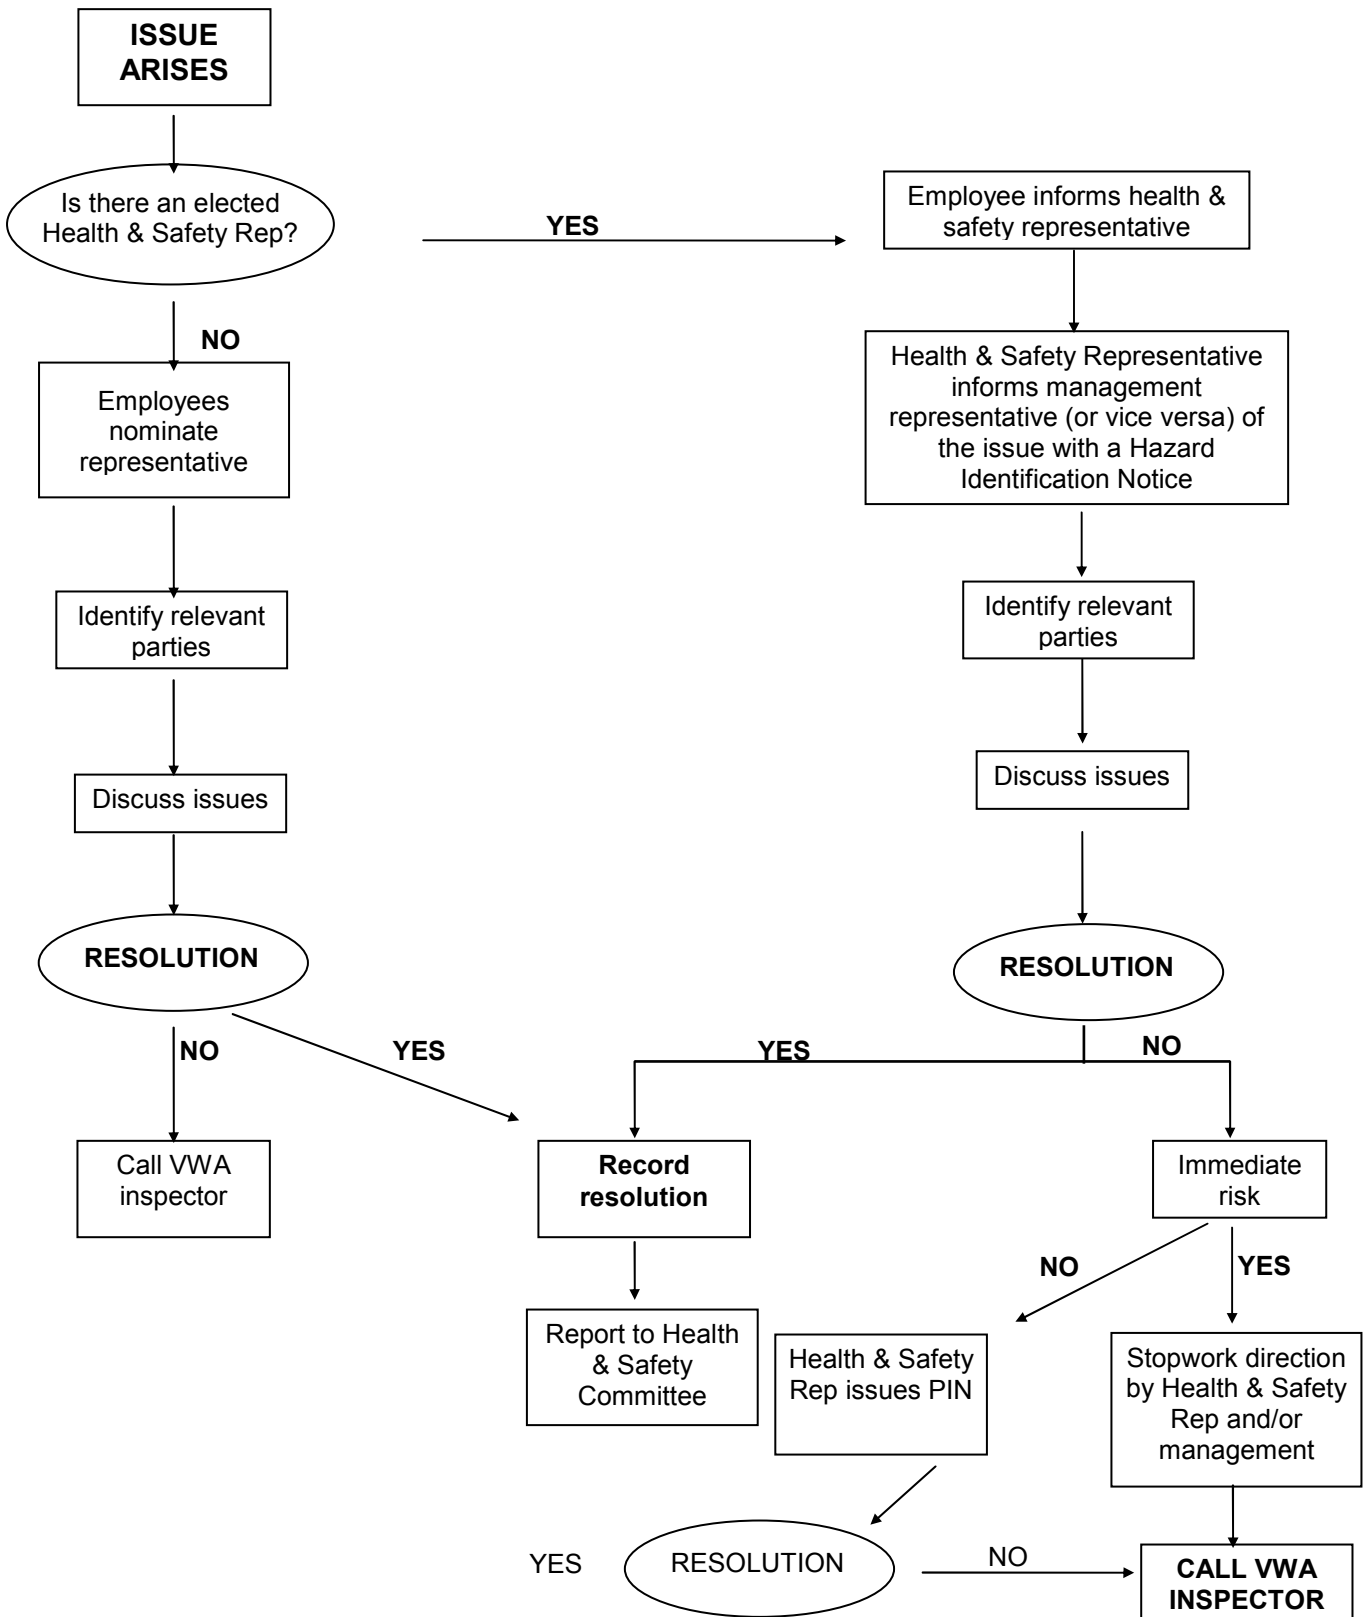 ISSUE
ARISES
Is there an elected
Health & Safety Rep?
YES
Employee informs health &
safety representative
NO
Health & Safety Representative
informs management
representative (or vice versa) of
the issue with a Hazard
Identification Notice
Employees
nominate
representative
Identify relevant
parties
Identify relevant
parties
Discuss issues
Discuss issues
RESOLUTION
RESOLUTION
NO
YES
YES
NO
Call VWA
inspector
Record
resolution
Immediate
risk
NO
YES
Report to Health
& Safety
Committee
Health & Safety
Rep issues PIN
Stopwork direction
by Health & Safety
Rep and/or
management
YES
RESOLUTION
NO
CALL VWA
INSPECTOR